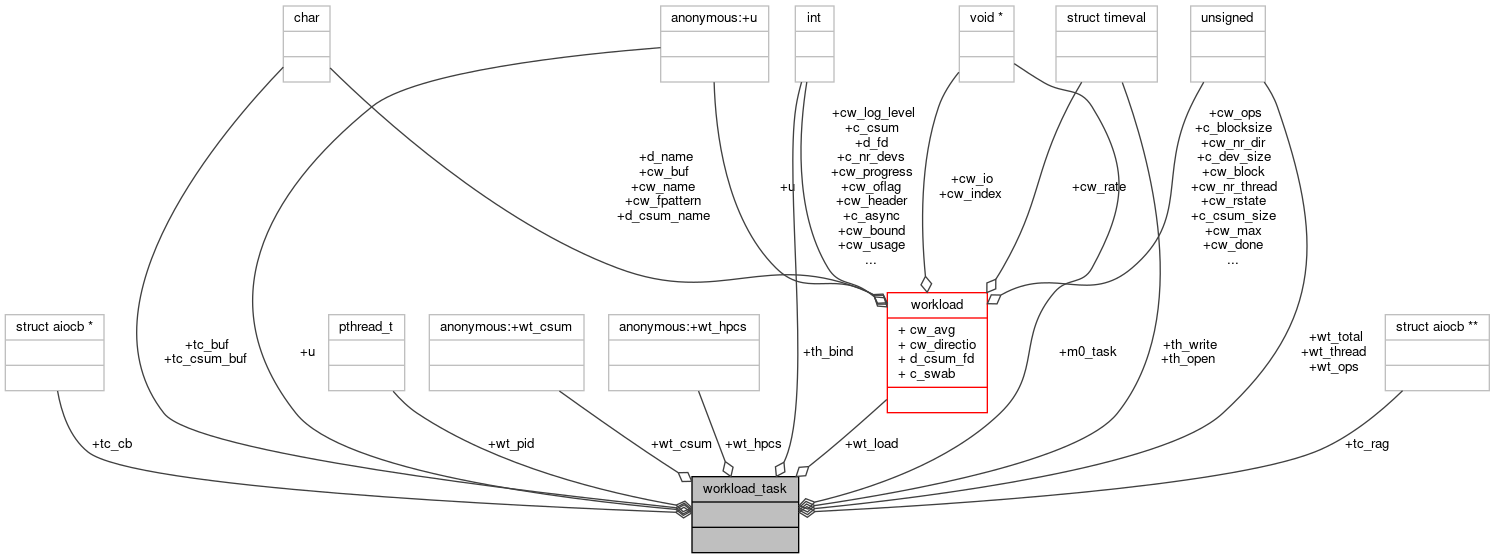 char
anonymous:+u
int
void *
struct timeval
unsigned
+d_name
+cw_buf
+cw_name
+cw_fpattern
+d_csum_name
+u
+cw_log_level
+c_csum
+d_fd
+c_nr_devs
+cw_progress
+cw_oflag
+cw_header
+c_async
+cw_bound
+cw_usage
...
+cw_io
+cw_index
+cw_rate
+cw_ops
+c_blocksize
+cw_nr_dir
+c_dev_size
+cw_block
+cw_nr_thread
+cw_rstate
+c_csum_size
+cw_max
+cw_done
...
struct aiocb *
pthread_t
anonymous:+wt_csum
anonymous:+wt_hpcs
workload
+ cw_avg
+ cw_directio
+ d_csum_fd
+ c_swab
struct aiocb **
+tc_buf
+tc_csum_buf
+u
+th_bind
+m0_task
+th_write
+th_open
+wt_total
+wt_thread
+wt_ops
+tc_cb
+wt_pid
+wt_csum
+wt_hpcs
+wt_load
+tc_rag
workload_task